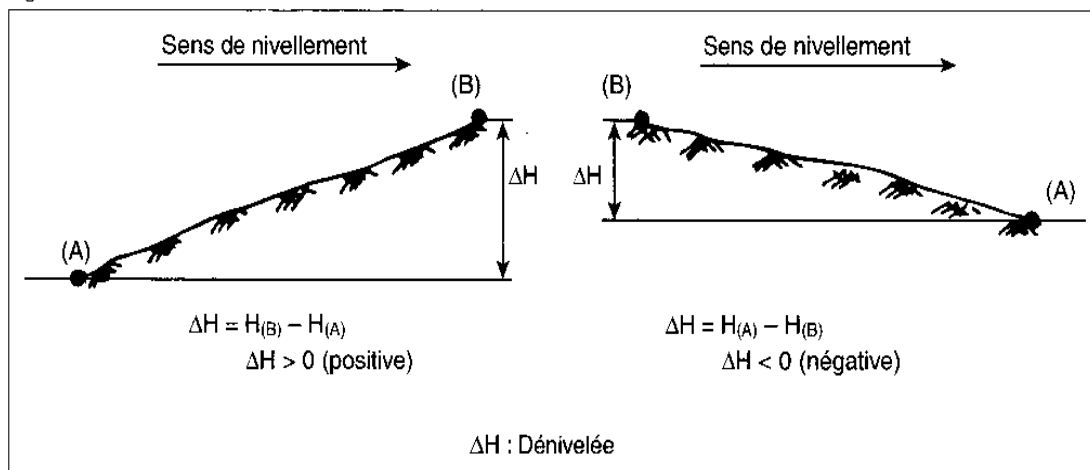 Sens de nivellement
(B)
ΔH
(A)
ΔH = H(B) – H(A)
ΔH > 0 (positive)
Sens de nivellement
(B)
ΔH
(A)
ΔH = H(A) – H(B)
ΔH < 0 (négative)
ΔH : Dénivelée